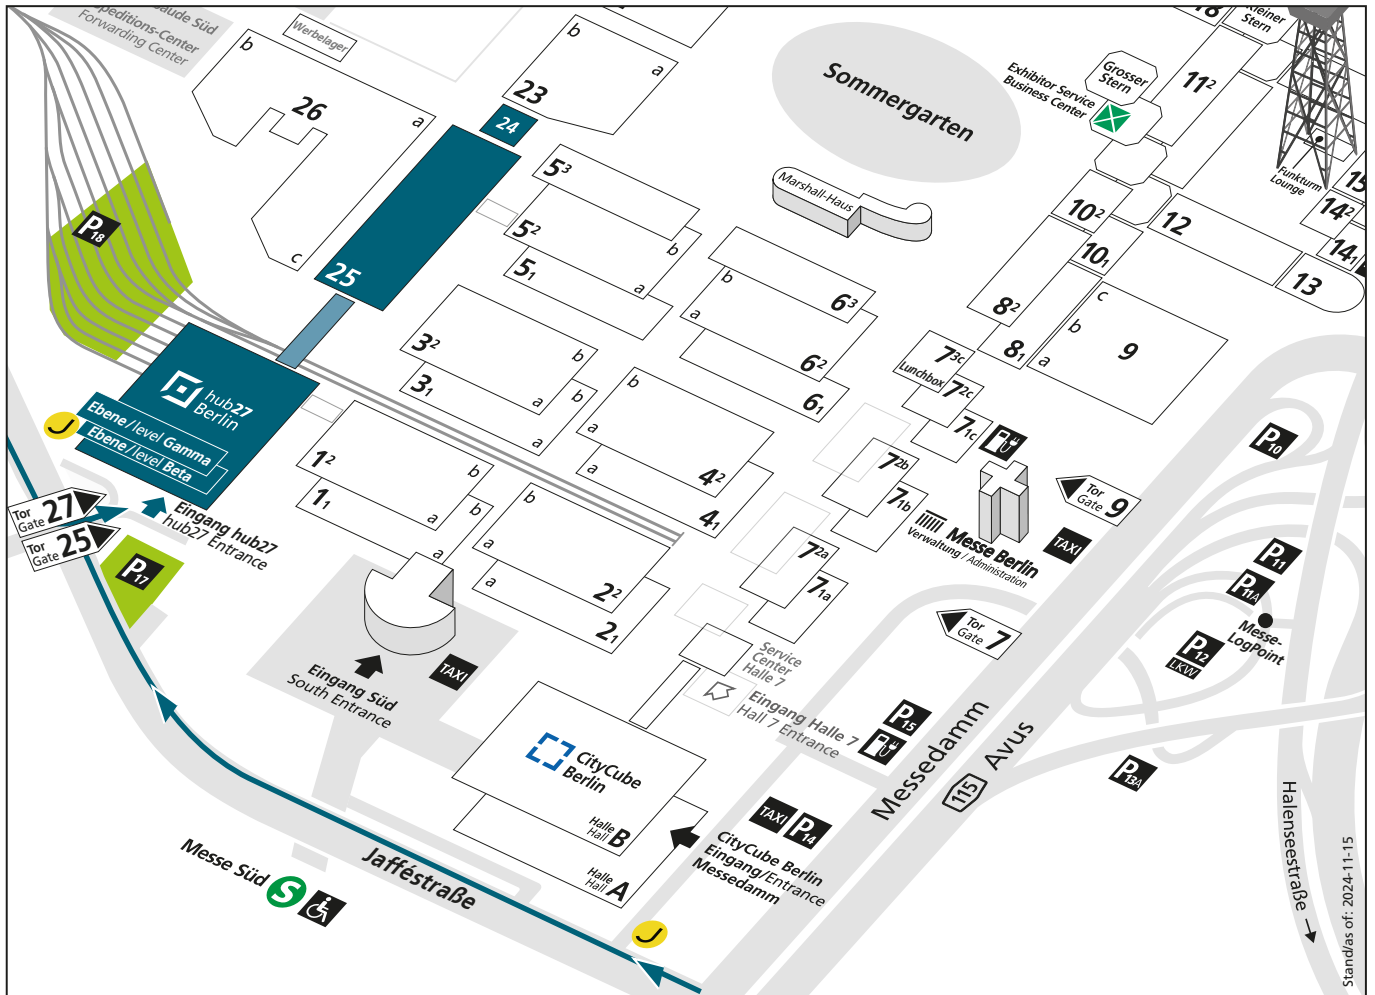 Speditions-Center
Forwarding Center
Werbelager
b
26
a
c
b
a
23
24
25
Sommergarten
Exhibitor Service
Business Center
Grosser
Stern
Kleiner
Stern
18
11²
Funkturm
Lounge
15
14²
14₁
13
12
10²
10₁
Marshall-Haus
5³
5²
b
a
5₁
6³
b
a
6²
6₁
8²
8₁
c
b
a
9
7³ᶜ
Lunchbox
7²ᶜ
7₁c
7²ᵇ
7₁b
7²ᵃ
7₁a
3²
b
a
3₁
b
a
b
a
4²
a
4₁
1²
b
a
1₁
b
a
b
a
2²
a
2₁
P18
hub27
Berlin
Ebene/level Gamma
Ebene/level Beta
J
Tor
Gate 27
Tor
Gate 25
Eingang hub27
hub27 Entrance
P17
Eingang Süd
South Entrance
TAXI
Messe Berlin
Verwaltung/Administration
TAXI
Tor
Gate 9
Tor
Gate 7
P10
P11
P11A
Messe-
LogPoint
P12
LKW
P13A
Service
Center
Halle 7
Eingang Halle 7
Hall 7 Entrance
P15
Messedamm
115 Avus
CityCube
Berlin
Halle
Hall B
Halle
Hall A
TAXI P14
CityCube Berlin
Eingang/Entrance
Messedamm
J
Jafféstraße
Messe Süd S
Halenseestraße
Stand/as of: 2024-11-15